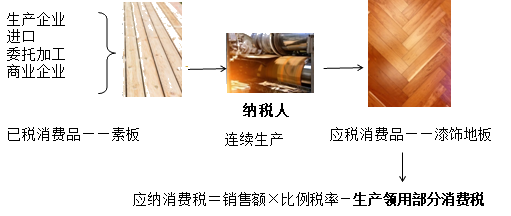 生产企业
进口
委托加工
商业企业
纳税人
已税消费品——素板
连续生产
应税消费品——漆饰地板
应纳消费税＝销售额×比例税率－生产领用部分消费税